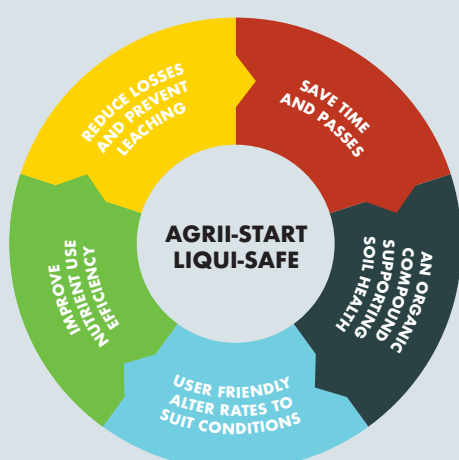 AGRII-START
LIQUI-SAFE
SAVE TIME
AND PASSES
AN ORGANIC
COMPOUND
SUPPORTING
SOIL HEALTH
USER FRIENDLY
ALTER RATES TO
SUIT CONDITIONS
IMPROVE
NUTRIENT USE
EFFICIENCY
REDUCE LOSSES
AND PREVENT
LEACHING